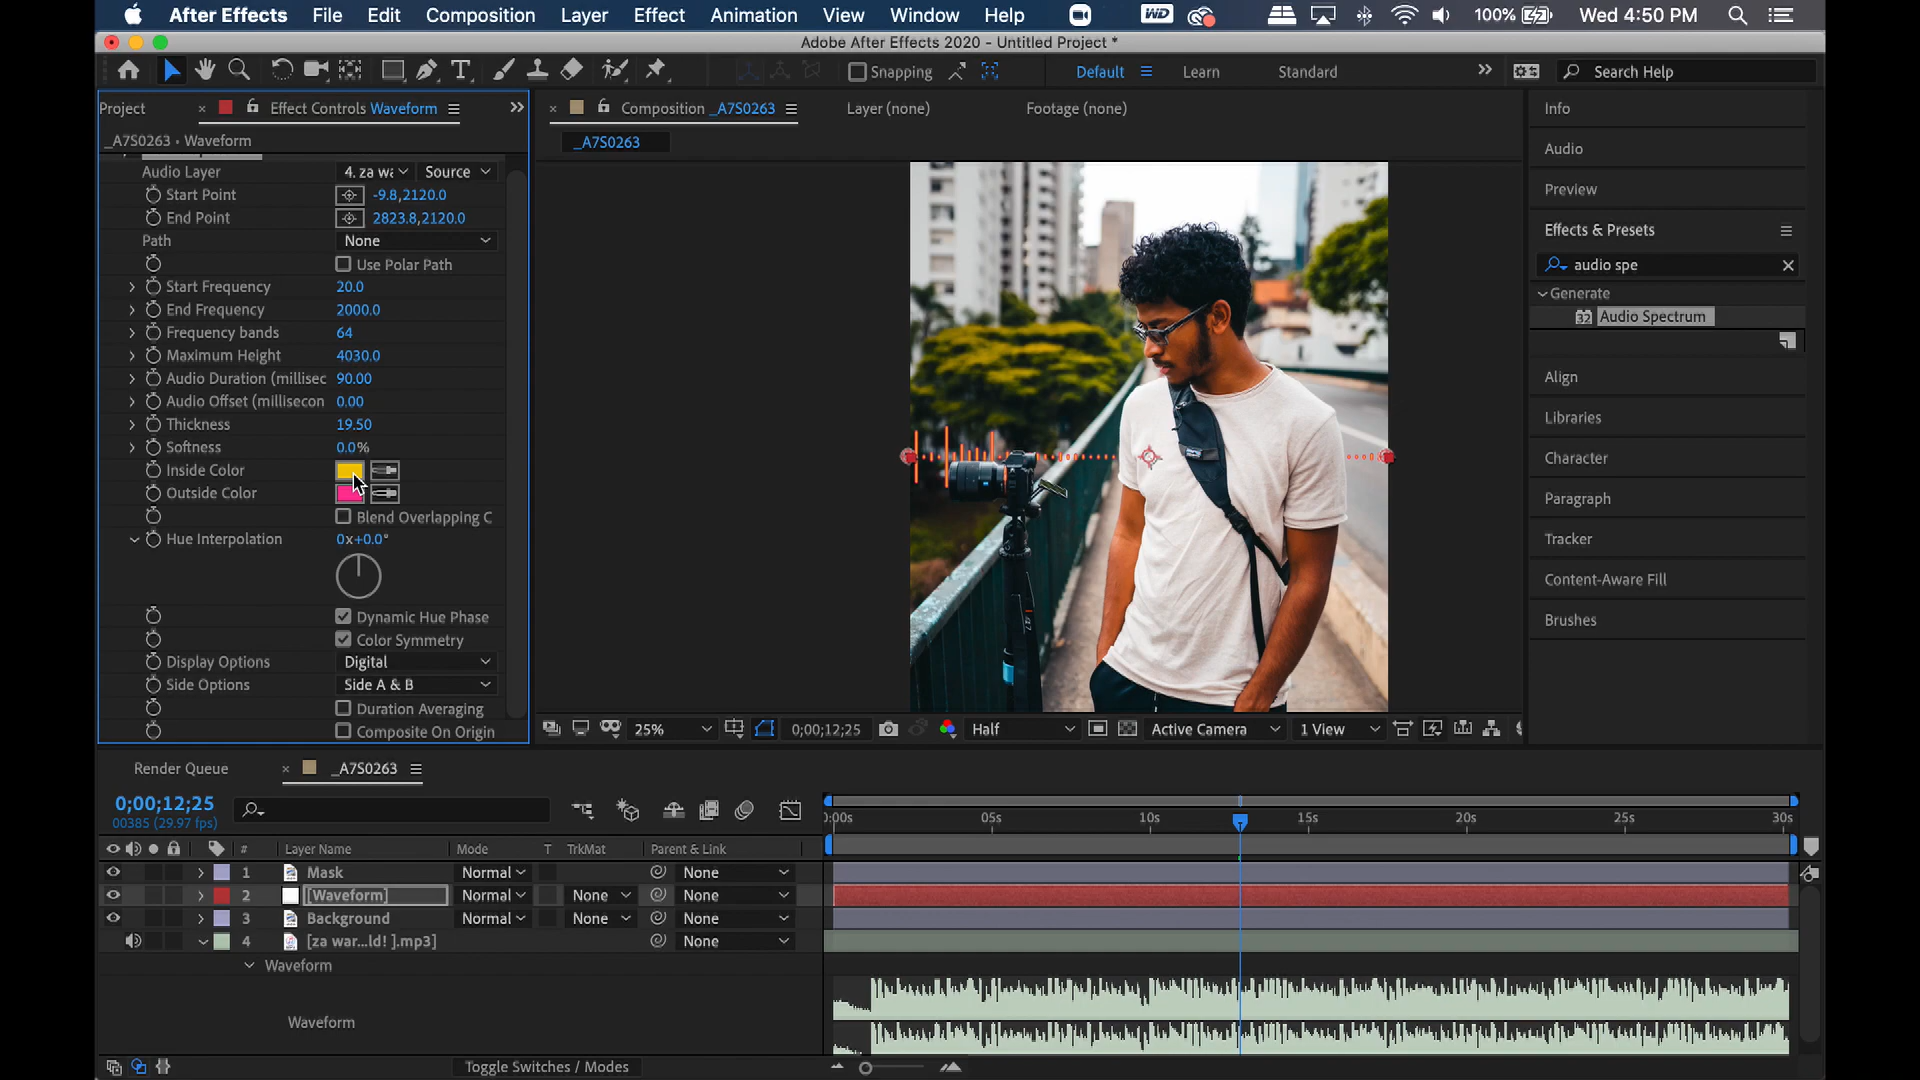 After Effects File Edit Composition Layer Effect Animation View Window Help WD 100% Wed 4:50 PM
Adobe After Effects 2020 - Untitled Project *
Snapping Default Learn Standard Search Help
Project Effect Controls Waveform Composition _A7S0263 Layer (none) Footage (none) Info
_A7S0263 • Waveform
_A7S0263
Audio
Audio Layer 4. za wa Source
Start Point -9.8,2120.0
Preview
End Point 2823.8,2120.0
Effects & Presets
Path None
Use Polar Path
audio spe
Start Frequency 20.0
Generate
End Frequency 2000.0
32 Audio Spectrum
Frequency bands 64
Maximum Height 4030.0
Audio Duration (millisec 90.00
Align
Audio Offset (millisecon 0.00
Libraries
Thickness 19.50
Softness 0.0%
Character
Inside Color
Outside Color
Paragraph
Blend Overlapping C
Hue Interpolation 0x+0.0°
Tracker
Content-Aware Fill
Dynamic Hue Phase
Brushes
Color Symmetry
Display Options Digital
Side Options Side A & B
Duration Averaging
Composite On Origin
25% 0;00;12;25 Half Active Camera 1 View
Render Queue _A7S0263
0;00;12;25
00385 (29.97 fps)
0:00s 05s 10s 15s 20s 25s 30s
# Layer Name Mode T TrkMat Parent & Link
1 Mask Normal None
2 [Waveform] Normal None None
3 Background Normal None None
4 [za war...ld! ].mp3] None
Waveform
Waveform
Toggle Switches / Modes